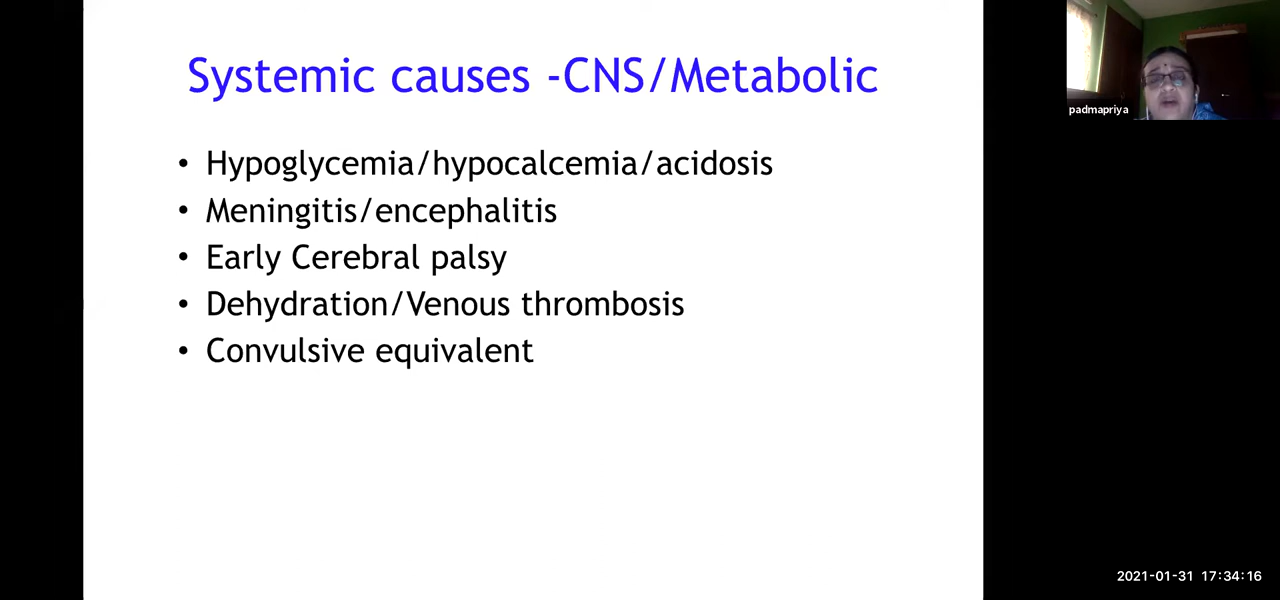 Systemic causes -CNS/Metabolic
• Hypoglycemia/hypocalcemia/acidosis
• Meningitis/encephalitis
• Early Cerebral palsy
• Dehydration/Venous thrombosis
• Convulsive equivalent
padmapriya
2021-01-31 17:34:16